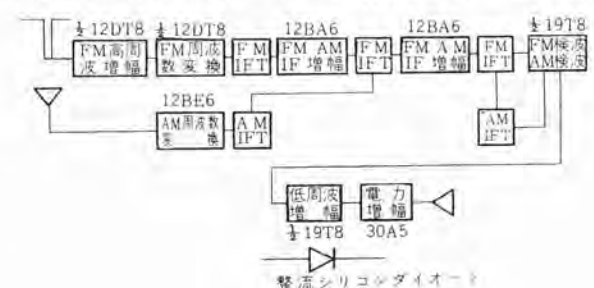 ½12DT8 ½12DT8 12BA6 12BA6 ½19T8
FM高周波増幅 FM周波数変換 FM IFT FM AM IF増幅 FM IFT FM AM IF増幅 FM IFT FM検波 AM検波
12BE6
AM周波数変換 AM IFT AM IFT
低周波増幅 電力増幅
½19T8 30A5
整流シリコンダイオード